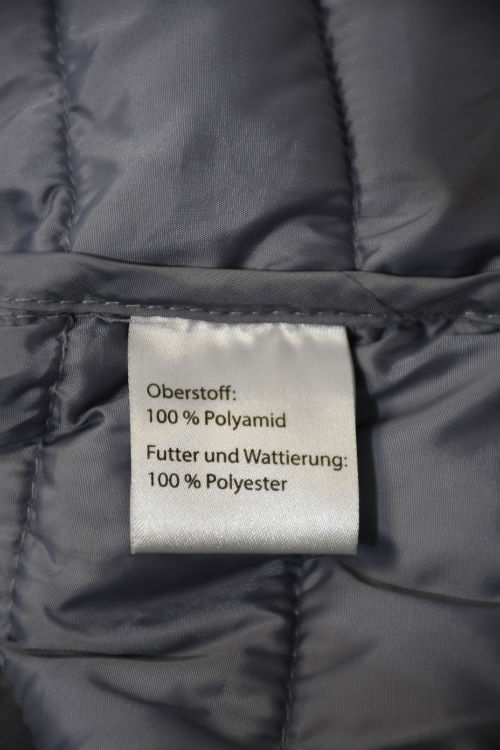 Oberstoff:
100 % Polyamid
Futter und Wattierung:
100 % Polyester